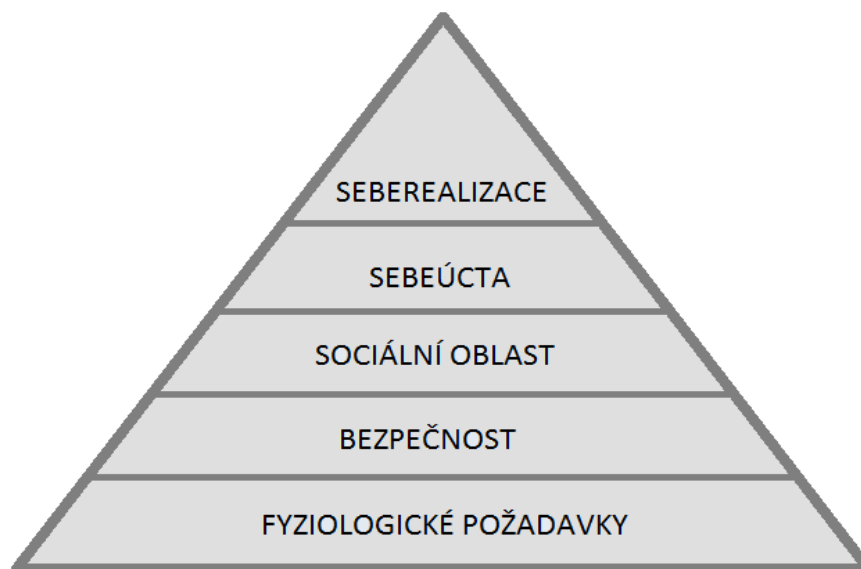 SEBEREALIZACE
SEBEÚCTA
SOCIÁLNÍ OBLAST
BEZPEČNOST
FYZIOLOGICKÉ POŽADAVKY